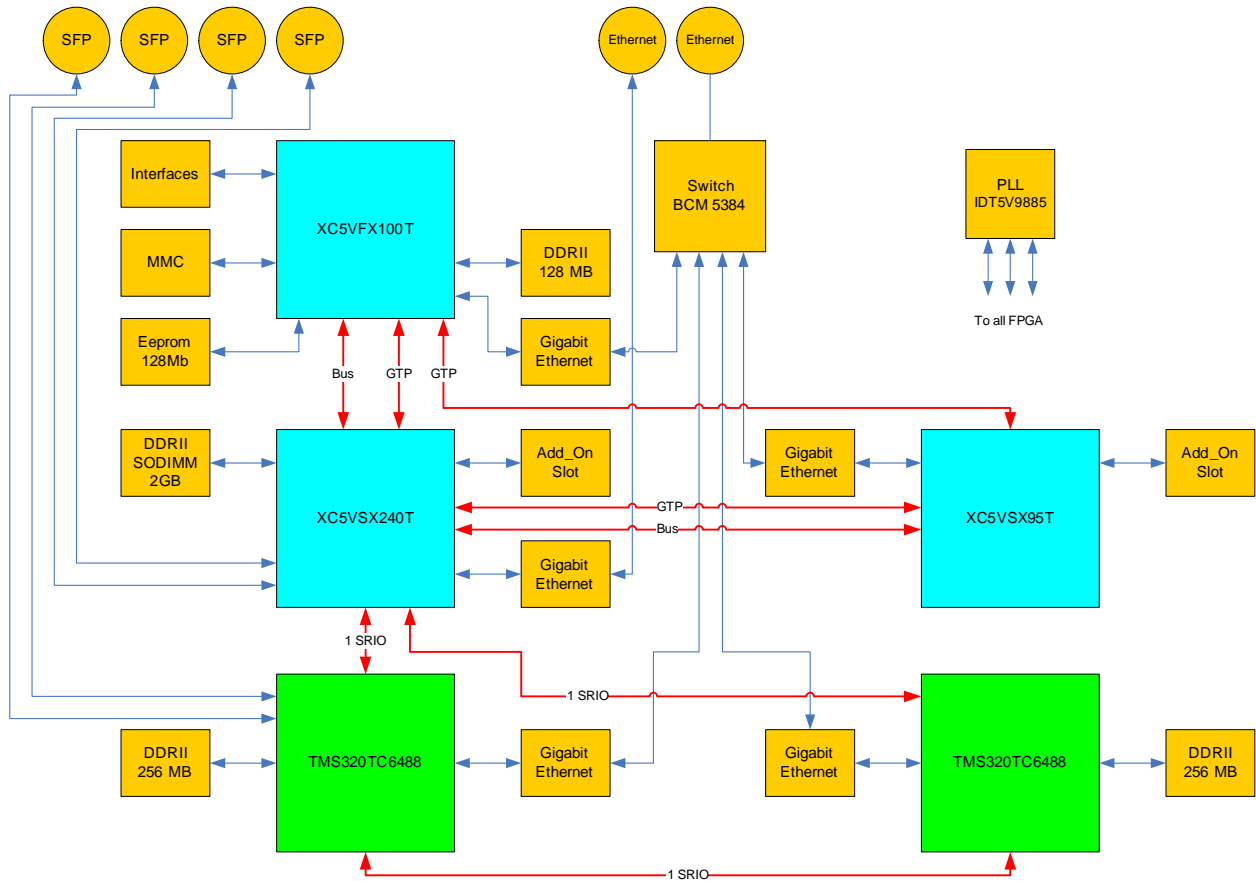 SFP
SFP
SFP
SFP
Ethernet
Ethernet
Interfaces
XC5VFX100T
Switch
BCM 5384
PLL
IDT5V9885
MMC
DDRII
128 MB
To all FPGA
Eeprom
128Mb
Gigabit
Ethernet
Bus
GTP
GTP
DDRII
SODIMM
2GB
Add_On
Slot
Gigabit
Ethernet
Add_On
Slot
XC5VSX240T
GTP
XC5VSX95T
Bus
Gigabit
Ethernet
1 SRIO
1 SRIO
DDRII
256 MB
TMS320TC6488
Gigabit
Ethernet
Gigabit
Ethernet
TMS320TC6488
DDRII
256 MB
1 SRIO